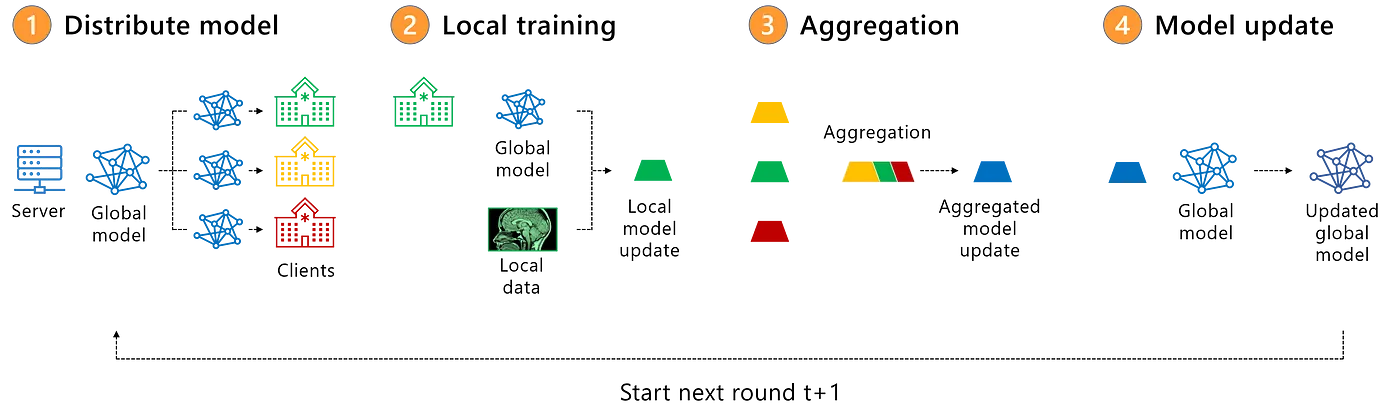 1 Distribute model
2 Local training
3 Aggregation
4 Model update
Server
Global
model
Clients
Global
model
Local
data
Local
model
update
Aggregation
Aggregated
model
update
Global
model
Updated
global
model
Start next round t+1